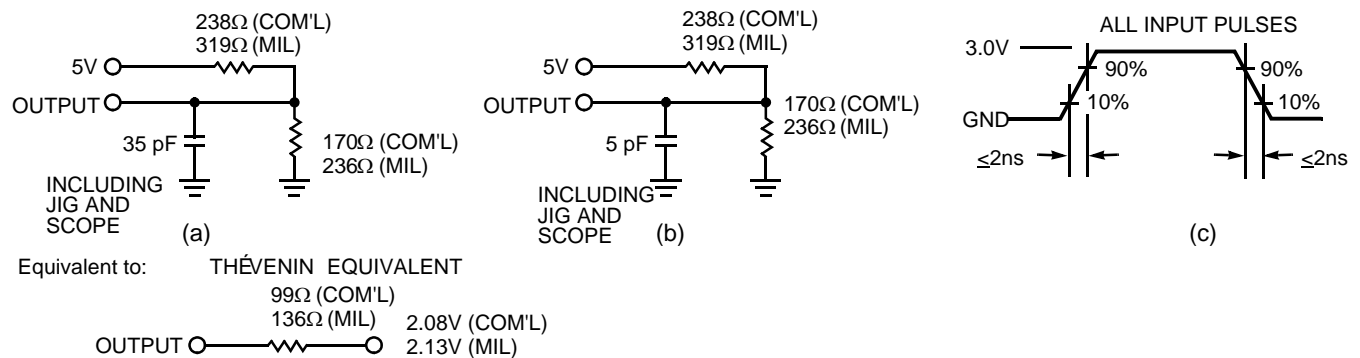 238Ω (COM'L)
319Ω (MIL)
5V
OUTPUT
35 pF
170Ω (COM'L)
236Ω (MIL)
INCLUDING
JIG AND
SCOPE
(a)
238Ω (COM'L)
319Ω (MIL)
5V
OUTPUT
5 pF
170Ω (COM'L)
236Ω (MIL)
INCLUDING
JIG AND
SCOPE
(b)
ALL INPUT PULSES
3.0V
90%
10%
GND
≤2ns
90%
10%
≤2ns
(c)
Equivalent to: THÉVENIN EQUIVALENT
99Ω (COM'L)
136Ω (MIL)
OUTPUT
2.08V (COM'L)
2.13V (MIL)